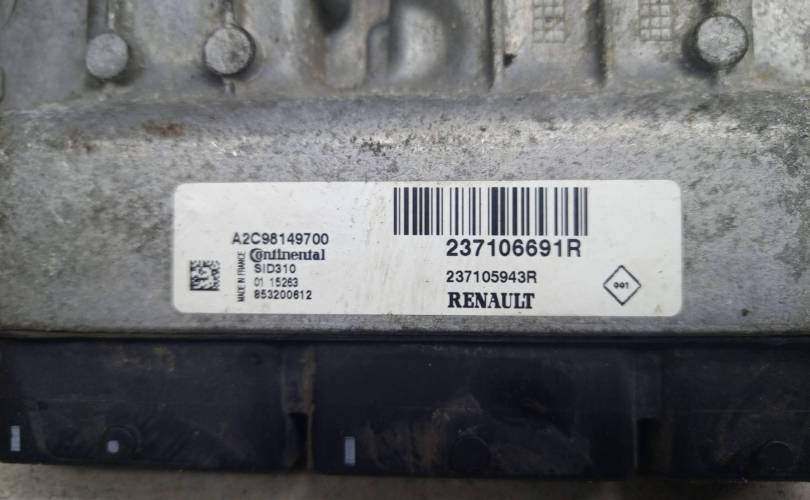 A2C98149700
Continental
MADE IN FRANCE
SID310
01 15263
853200612
237106691R
237105943R
RENAULT
001